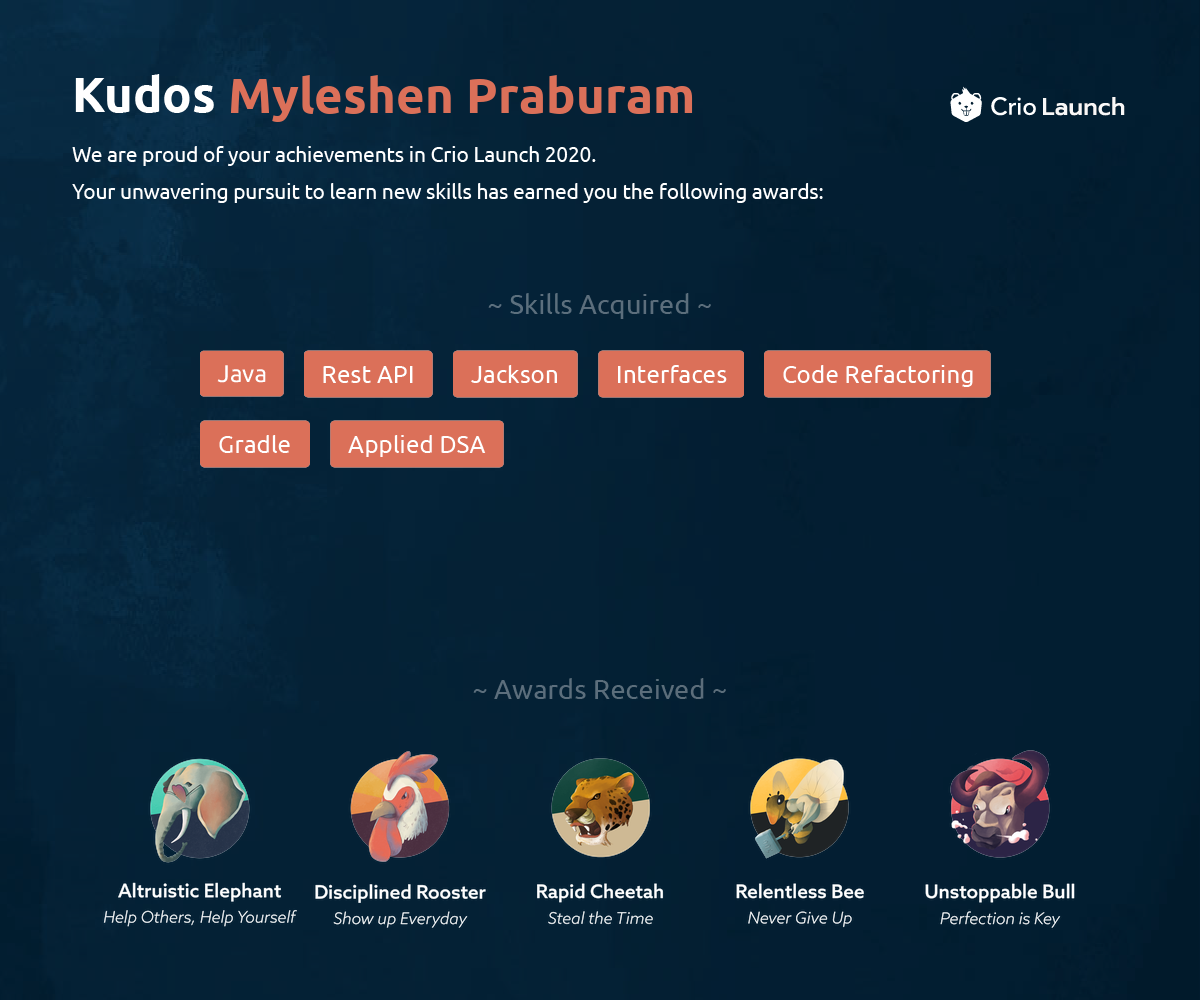 Kudos Myleshen Praburam
Crio Launch
We are proud of your achievements in Crio Launch 2020.
Your unwavering pursuit to learn new skills has earned you the following awards:
~ Skills Acquired ~
Java Rest API Jackson Interfaces Code Refactoring
Gradle Applied DSA
~ Awards Received ~
Altruistic Elephant Disciplined Rooster Rapid Cheetah Relentless Bee Unstoppable Bull
Help Others, Help Yourself Show up Everyday Steal the Time Never Give Up Perfection is Key